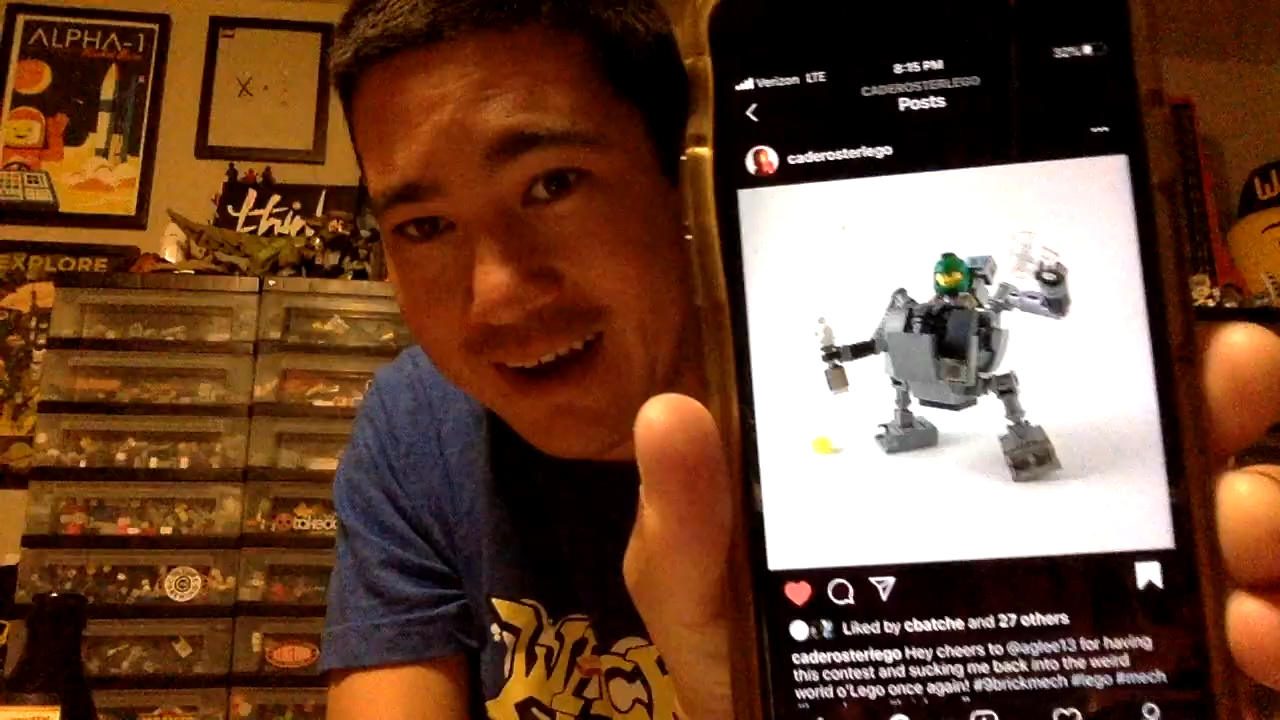 ALPHA-1
EXPLORE
think
Verizon LTE
8:15 PM
CADEROSTERLEGO
Posts
caderosterlego
Liked by cbatche and 27 others
caderosterlego Hey cheers to @aglee13 for having
this contest and sucking me back into the weird
world o'Lego once again! #9brickmech #lego #mech
W